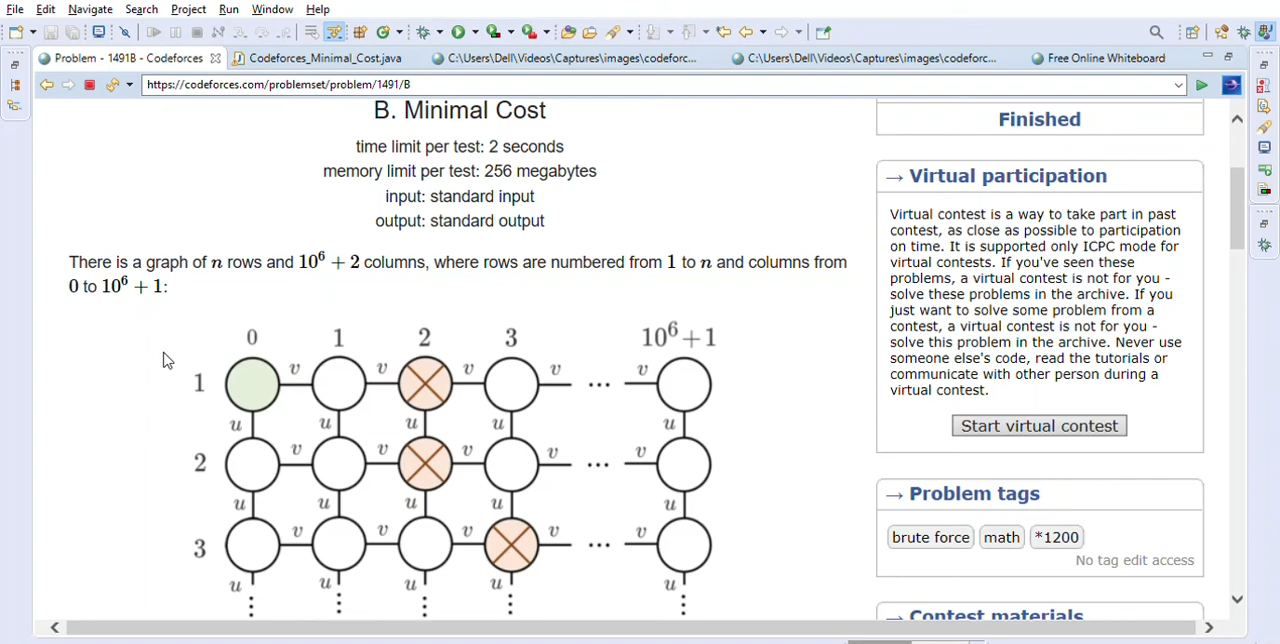 File Edit Navigate Search Project Run Window Help
Problem - 1491B - Codeforces
Codeforces_Minimal_Cost.java
C:\Users\Dell\Videos\Captures\images\codeforc...
C:\Users\Dell\Videos\Captures\images\codeforc...
Free Online Whiteboard
https://codeforces.com/problemset/problem/1491/B
B. Minimal Cost
time limit per test: 2 seconds
memory limit per test: 256 megabytes
input: standard input
output: standard output
There is a graph of n rows and 10⁶ + 2 columns, where rows are numbered from 1 to n and columns from
0 to 10⁶ + 1:
0 1 2 3 10⁶+1
v v v v v
1 ...
u u u u u
v v v v v
2 ...
u u u u u
v v v v v
3 ...
u u u u u
Finished
→ Virtual participation
Virtual contest is a way to take part in past
contest, as close as possible to participation
on time. It is supported only ICPC mode for
virtual contests. If you've seen these
problems, a virtual contest is not for you -
solve these problems in the archive. If you
just want to solve some problem from a
contest, a virtual contest is not for you -
solve this problem in the archive. Never use
someone else's code, read the tutorials or
communicate with other person during a
virtual contest.
Start virtual contest
→ Problem tags
brute force math *1200
No tag edit access
→ Contest materials